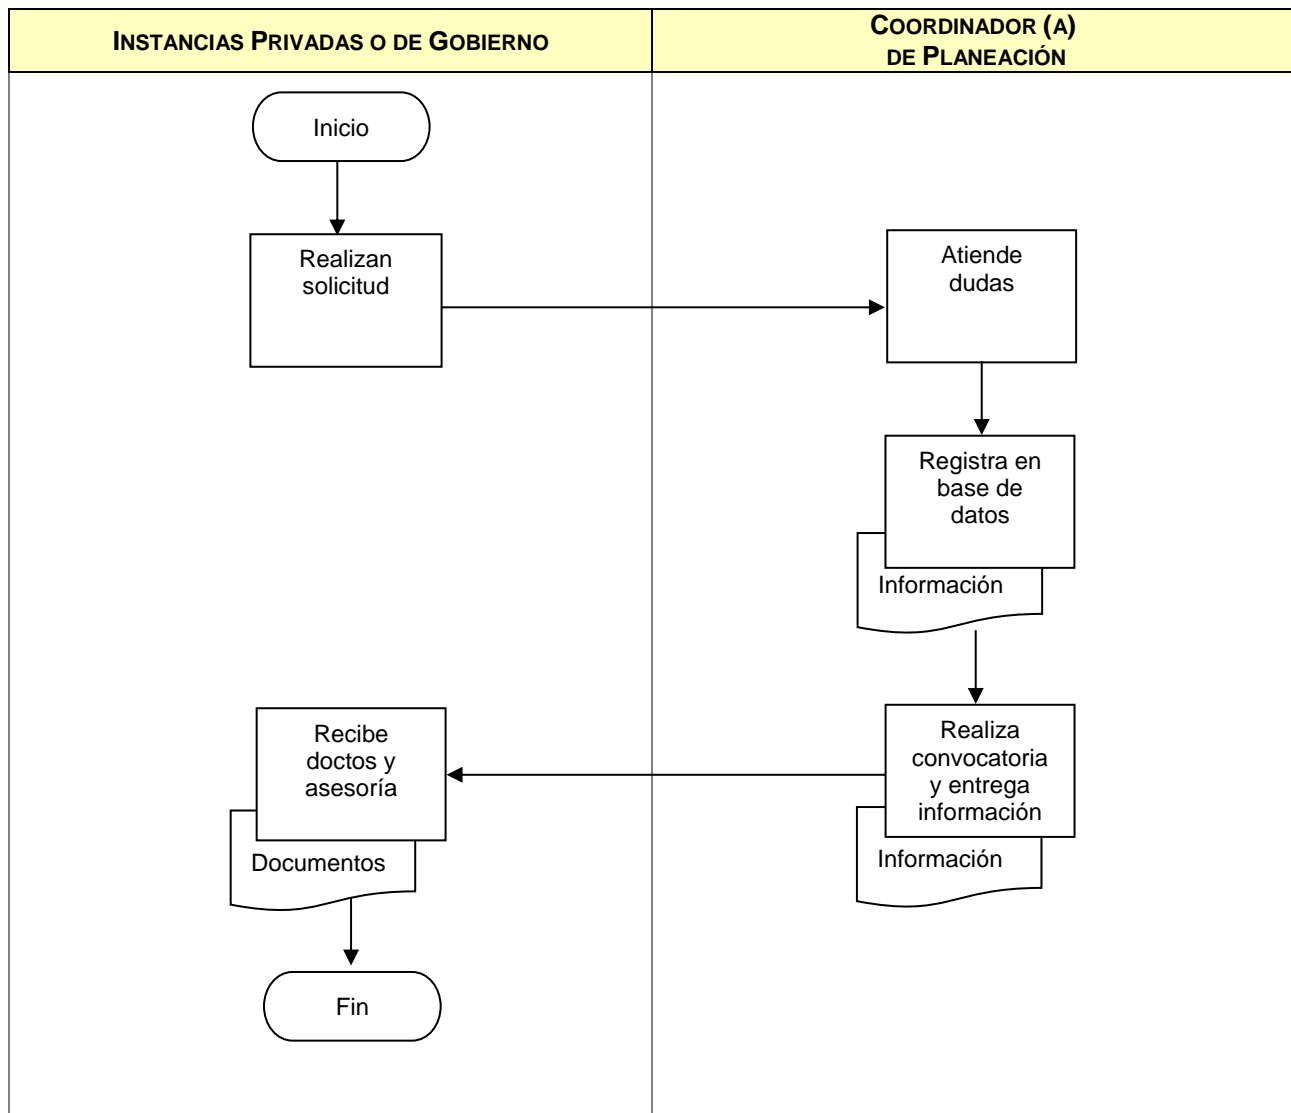 INSTANCIAS PRIVADAS O DE GOBIERNO
COORDINADOR (A)
DE PLANEACIÓN
Inicio
Realizan
solicitud
Atiende
dudas
Registra en
base de
datos
Información
Realiza
convocatoria
y entrega
información
Información
Recibe
doctos y
asesoría
Documentos
Fin